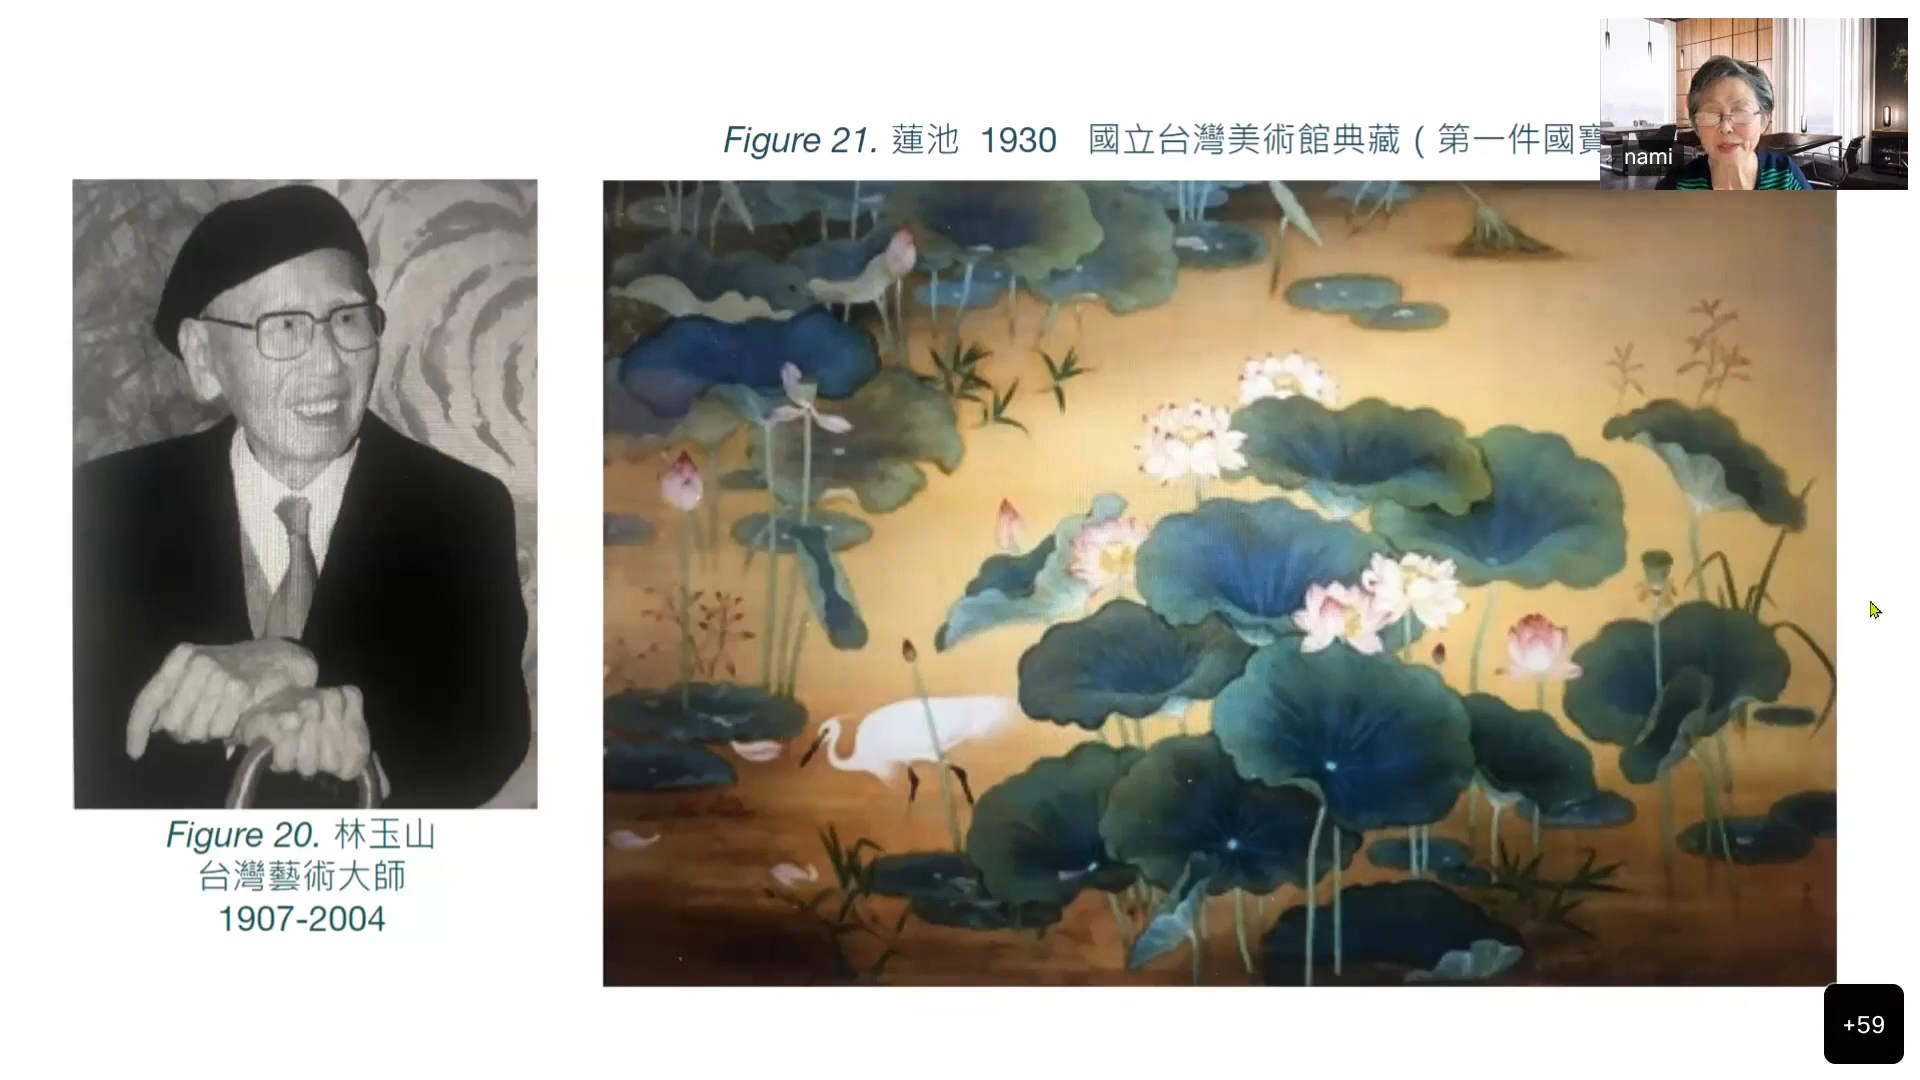 Figure 21. 蓮池 1930 國立台灣美術館典藏 ( 第一件國寶
nami
Figure 20. 林玉山
台灣藝術大師
1907-2004
+59